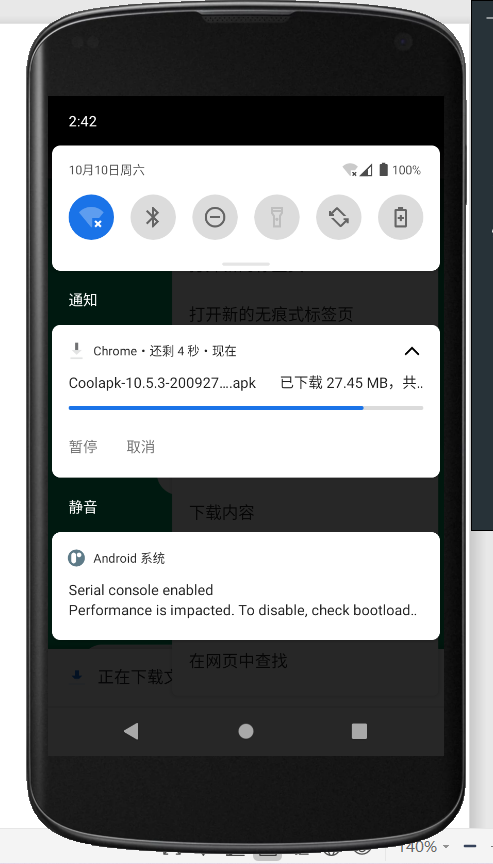 2:42
10月10日周六
100%
打开新的无痕式标签页
通知
Chrome • 还剩 4 秒 • 现在
Coolapk-10.5.3-200927....apk 已下载 27.45 MB，共..
暂停 取消
静音
下载内容
Android 系统
Serial console enabled
Performance is impacted. To disable, check bootload..
在网页中查找
正在下载文
140%